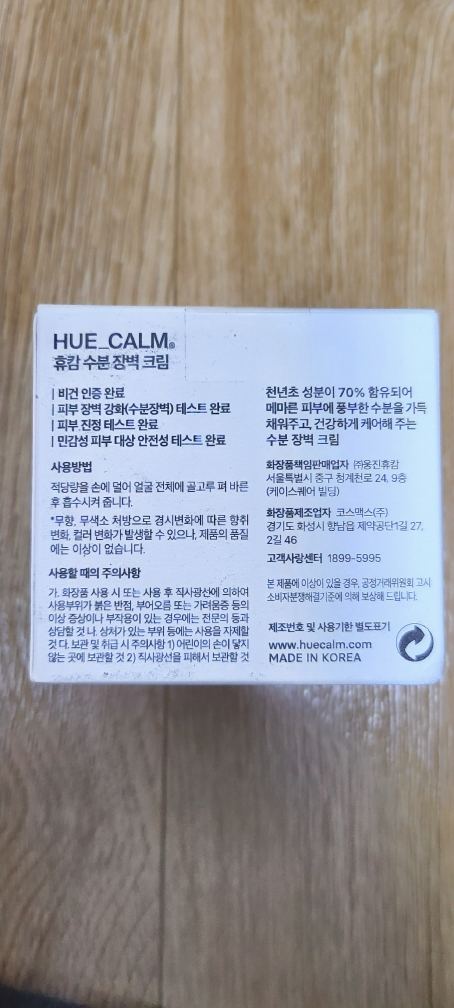 HUE_CALM®
휴캄 수분 장벽 크림
| 비건 인증 완료
| 피부 장벽 강화(수분장벽) 테스트 완료
| 피부 진정 테스트 완료
| 민감성 피부 대상 안전성 테스트 완료
사용방법
적당량을 손에 덜어 얼굴 전체에 골고루 펴 바른
후 흡수시켜 줍니다.
*무향, 무색소 처방으로 경시변화에 따른 향취
변화, 컬러 변화가 발생할 수 있으나, 제품의 품질
에는 이상이 없습니다.
사용할 때의 주의사항
가. 화장품 사용 시 또는 사용 후 직사광선에 의하여
사용부위가 붉은 반점, 부어오름 또는 가려움증 등의
이상 증상이나 부작용이 있는 경우에는 전문의 등과
상담할 것 나. 상처가 있는 부위 등에는 사용을 자제할
것 다. 보관 및 취급 시 주의사항 1) 어린이의 손이 닿지
않는 곳에 보관할 것 2) 직사광선을 피해서 보관할 것
천년초 성분이 70% 함유되어
메마른 피부에 풍부한 수분을 가득
채워주고, 건강하게 케어해 주는
수분 장벽 크림
화장품책임판매업자 ㈜웅진휴캄
서울특별시 중구 청계천로 24, 9층
(케이스퀘어 빌딩)
화장품제조업자 코스맥스(주)
경기도 화성시 향남읍 제약공단1길 27,
2길 46
고객사랑센터 1899-5995
본 제품에 이상이 있을 경우, 공정거래위원회 고시
소비자분쟁해결기준에 의해 보상해 드립니다.
제조번호 및 사용기한 별도표기
www.huecalm.com
MADE IN KOREA